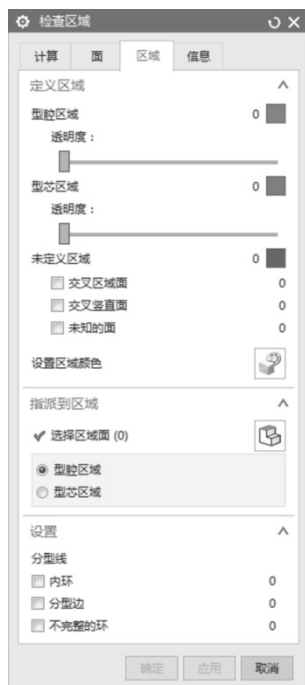 检查区域
计算 面 区域 信息
定义区域
型腔区域 0
透明度：
型芯区域 0
透明度：
未定义区域 0
交叉区域面 0
交叉竖直面 0
未知的面 0
设置区域颜色
指派到区域
选择区域面 (0)
型腔区域
型芯区域
设置
分型线
内环 0
分型边 0
不完整的环 0
确定 应用 取消